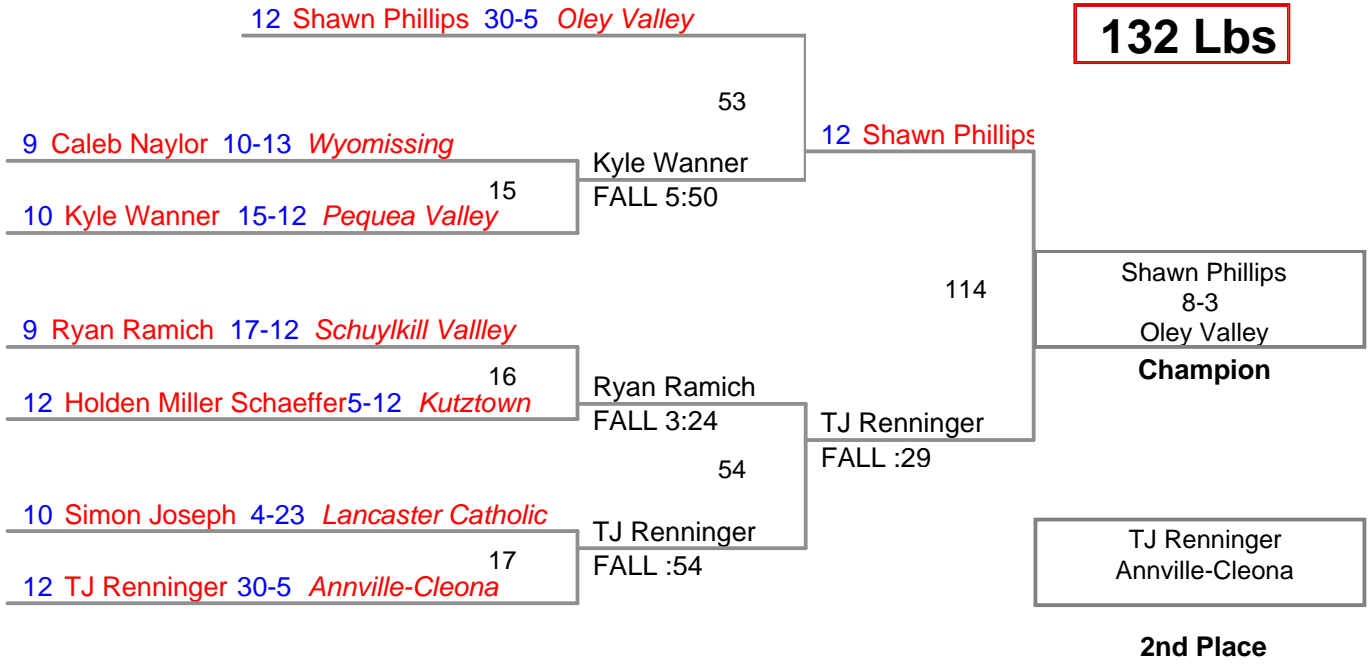 12 Shawn Phillips 30-5 Oley Valley
132 Lbs
53
9 Caleb Naylor 10-13 Wyomissing
12 Shawn Phillips
Kyle Wanner
15
FALL 5:50
10 Kyle Wanner 15-12 Pequea Valley
Shawn Phillips
114
8-3
9 Ryan Ramich 17-12 Schuylkill Vallley
Oley Valley
Champion
16
Ryan Ramich
12 Holden Miller Schaeffer 5-12 Kutztown
FALL 3:24
TJ Renninger
FALL :29
54
10 Simon Joseph 4-23 Lancaster Catholic
TJ Renninger
TJ Renninger
17
FALL :54
Annville-Cleona
12 TJ Renninger 30-5 Annville-Cleona
2nd Place